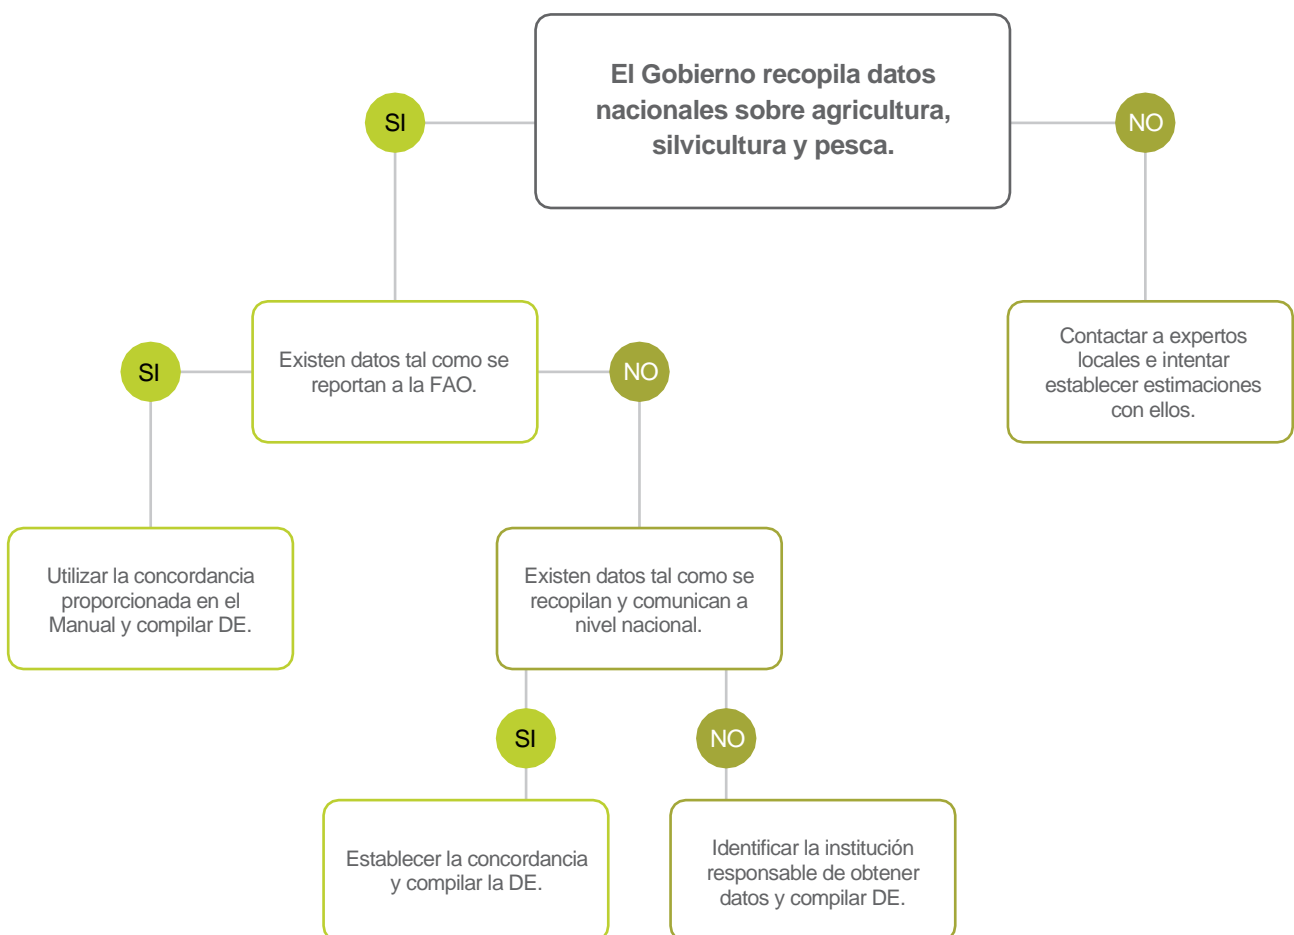 El Gobierno recopila datos
nacionales sobre agricultura,
silvicultura y pesca.
SI
NO
Existen datos tal como se
reportan a la FAO.
SI
NO
Contactar a expertos
locales e intentar
establecer estimaciones
con ellos.
Utilizar la concordancia
proporcionada en el
Manual y compilar DE.
Existen datos tal como se
recopilan y comunican a
nivel nacional.
SI
NO
Establecer la concordancia
y compilar la DE.
Identificar la institución
responsable de obtener
datos y compilar DE.